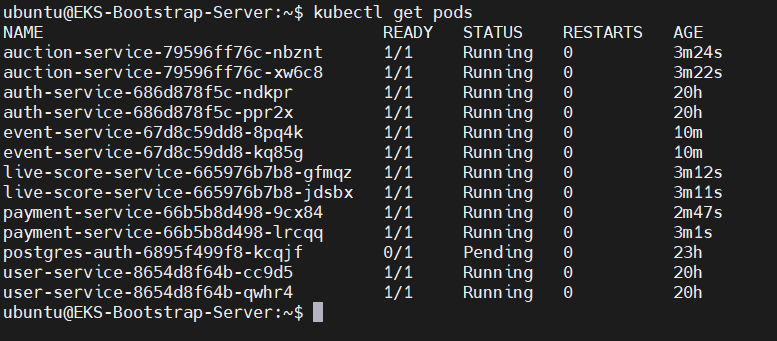 ubuntu@EKS-Bootstrap-Server:~$ kubectl get pods
NAME READY STATUS RESTARTS AGE
auction-service-79596ff76c-nbznt 1/1 Running 0 3m24s
auction-service-79596ff76c-xw6c8 1/1 Running 0 3m22s
auth-service-686d878f5c-ndkpr 1/1 Running 0 20h
auth-service-686d878f5c-ppr2x 1/1 Running 0 20h
event-service-67d8c59dd8-8pq4k 1/1 Running 0 10m
event-service-67d8c59dd8-kq85g 1/1 Running 0 10m
live-score-service-665976b7b8-gfmqz 1/1 Running 0 3m12s
live-score-service-665976b7b8-jdsbx 1/1 Running 0 3m11s
payment-service-66b5b8d498-9cx84 1/1 Running 0 2m47s
payment-service-66b5b8d498-lrcqq 1/1 Running 0 3m1s
postgres-auth-6895f499f8-kcqjf 0/1 Pending 0 23h
user-service-8654d8f64b-cc9d5 1/1 Running 0 20h
user-service-8654d8f64b-qwhr4 1/1 Running 0 20h
ubuntu@EKS-Bootstrap-Server:~$